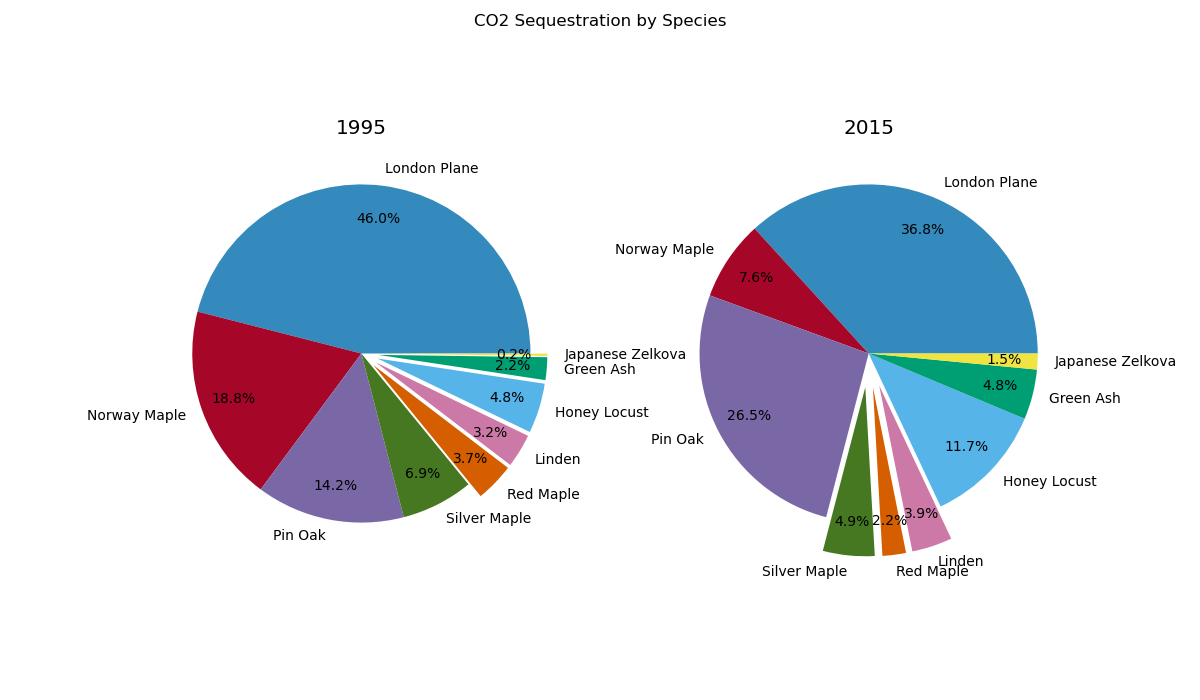 CO2 Sequestration by Species
1995
London Plane
46.0%
Norway Maple
18.8%
Pin Oak
14.2%
Silver Maple
6.9%
Red Maple
3.7%
Linden
3.2%
Honey Locust
4.8%
Green Ash
2.2%
Japanese Zelkova
0.2%
2015
London Plane
36.8%
Norway Maple
7.6%
Pin Oak
26.5%
Silver Maple
4.9%
Red Maple
2.2%
Linden
3.9%
Honey Locust
11.7%
Green Ash
4.8%
Japanese Zelkova
1.5%